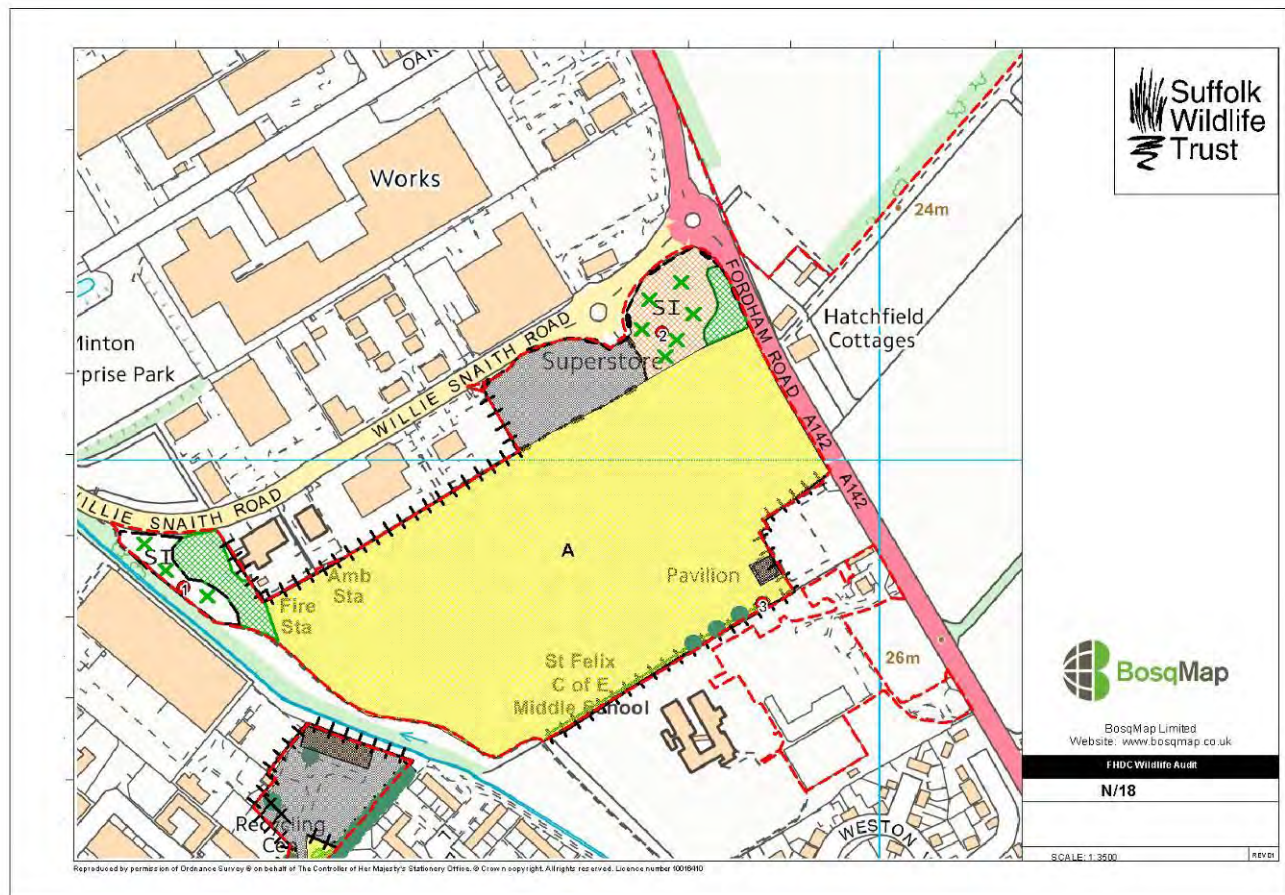 OAK
Works
Suffolk
Wildlife
Trust
24m
FORDHAM ROAD A142
SI
2
Hatchfield
Cottages
Minton
rprise Park
Superstore
WILLIE SNAITH ROAD
A142
WILLIE SNAITH ROAD
SI
1
A
Amb
Sta
Fire
Sta
Pavilion
3
St Felix
C of E
Middle School
26m
BosqMap
BosqMap Limited
Website: www.bosqmap.co.uk
FHDC Wildlife Audit
N/18
Recycling
Ce
WESTON
SCALE: 1:3500
REV01
Reproduced by permission of Ordnance Survey ® on behalf of The Controller of Her Majesty's Stationery Office. © Crown copyright. All rights reserved. Licence number 10018410